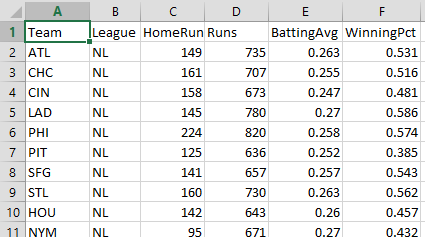 A B C D E F
1 Team League HomeRun Runs BattingAvg WinningPct
2 ATL NL 149 735 0.263 0.531
3 CHC NL 161 707 0.255 0.516
4 CIN NL 148 673 0.247 0.481
5 LAD NL 145 780 0.27 0.586
6 PHI NL 224 820 0.258 0.574
7 PIT NL 125 636 0.252 0.385
8 SFG NL 141 657 0.257 0.543
9 STL NL 160 730 0.263 0.562
10 HOU NL 142 643 0.26 0.457
11 NYM NL 95 671 0.27 0.432